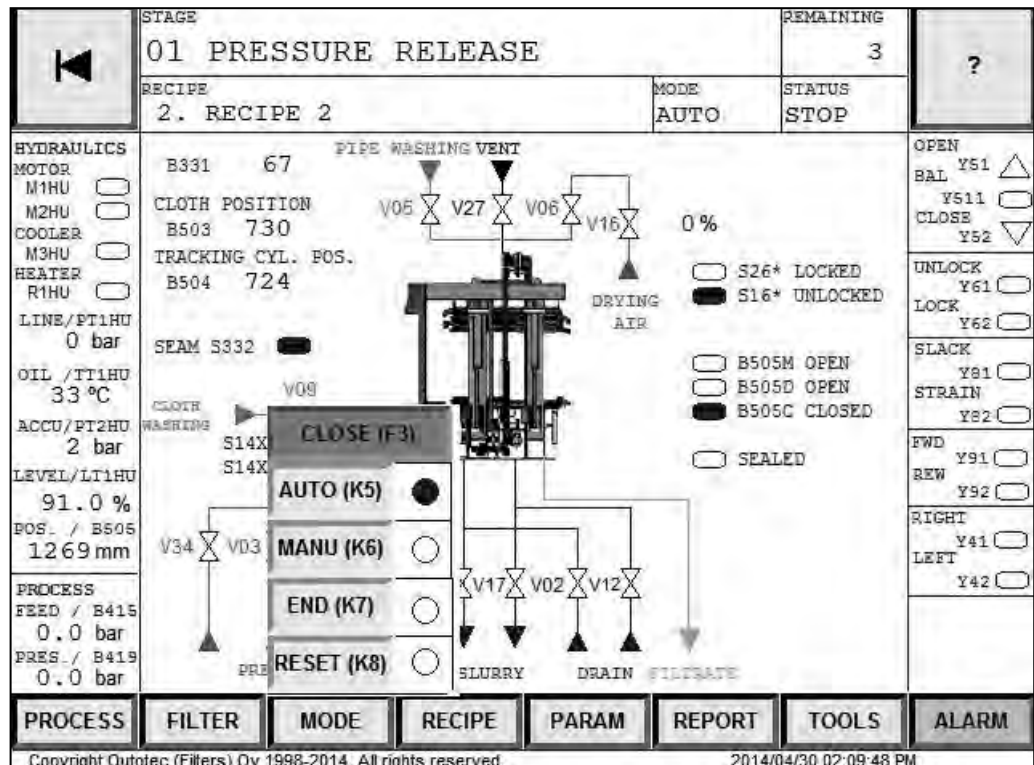 STAGE
01 PRESSURE RELEASE
REMAINING
3
?
RECIPE
2. RECIPE 2
MODE
AUTO
STATUS
STOP
HYDRAULICS
MOTOR
M1HU
M2HU
COOLER
M3HU
HEATER
R1HU
LINE/PT1HU
0 bar
OIL /TT1HU
33 ºC
ACCU/PT2HU
2 bar
LEVEL/LT1HU
91.0 %
POS. / B505
1269 mm
PROCESS
FEED / B415
0.0 bar
PRES / B419
0.0 bar
B331 67
CLOTH POSITION
B503 730
TRACKING CYL. POS.
B504 724
SEAM S332
PIPE WASHING VENT
V05 V27 V06 V16
0 %
DRYING
AIR
S26* LOCKED
S16* UNLOCKED
B505M OPEN
B505D OPEN
B505C CLOSED
SEALED
V09
CLOTH
WASHING
S14X
S14X
CLOSE (F3)
AUTO (K5)
MANU (K6)
END (K7)
RESET (K8)
V34 V03
V17 V02 V12
PRE
SLURRY DRAIN FILTRATE
OPEN
Y51
BAL
Y511
CLOSE
Y52
UNLOCK
Y61
LOCK
Y62
SLACK
Y81
STRAIN
Y82
FWD
Y91
REW
Y92
RIGHT
Y41
LEFT
Y42
PROCESS FILTER MODE RECIPE PARAM REPORT TOOLS ALARM
Copyright Outotec (Filters) Oy 1998-2014. All rights reserved. 2014/04/30 02:09:48 PM